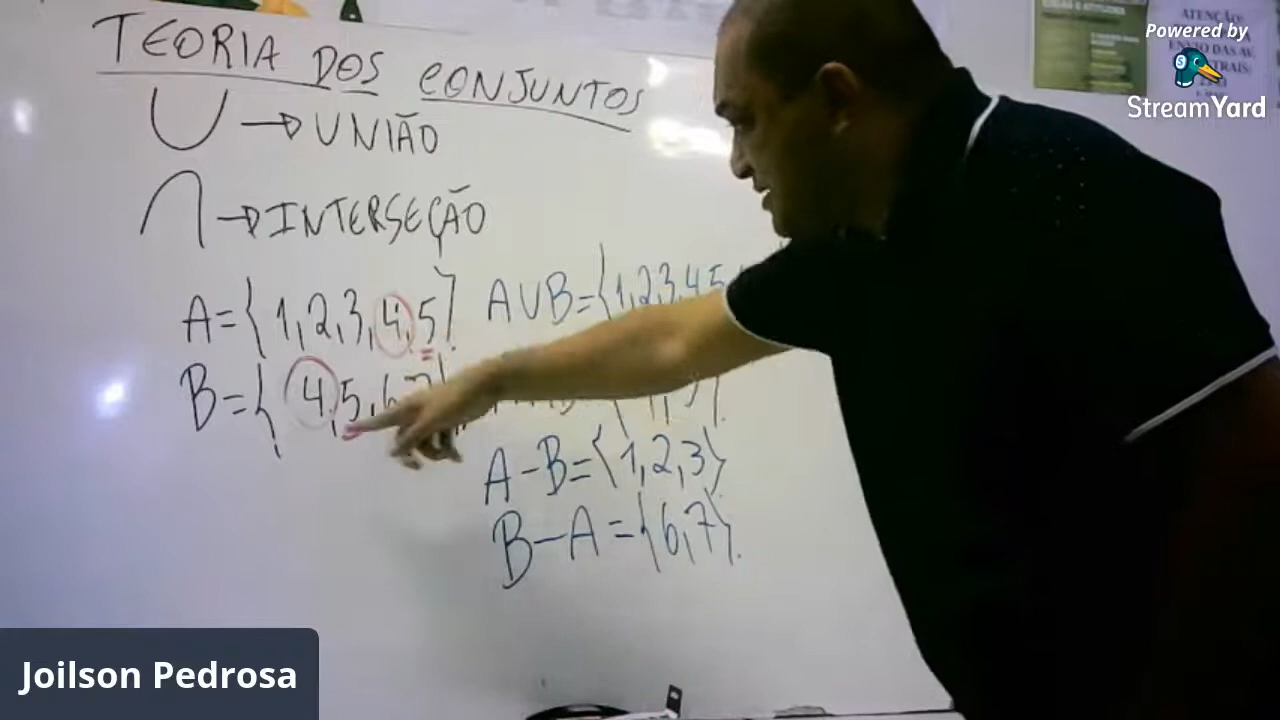 TEORIA DOS CONJUNTOS
∪ → UNIÃO
∩ → INTERSEÇÃO
A={1,2,3,4,5}
B={4,5,6,7}
A∪B={1,2,3,4,5
A-B={1,2,3}
B-A={6,7}.
Powered by
StreamYard
ATENÇÃO:
Joilson Pedrosa